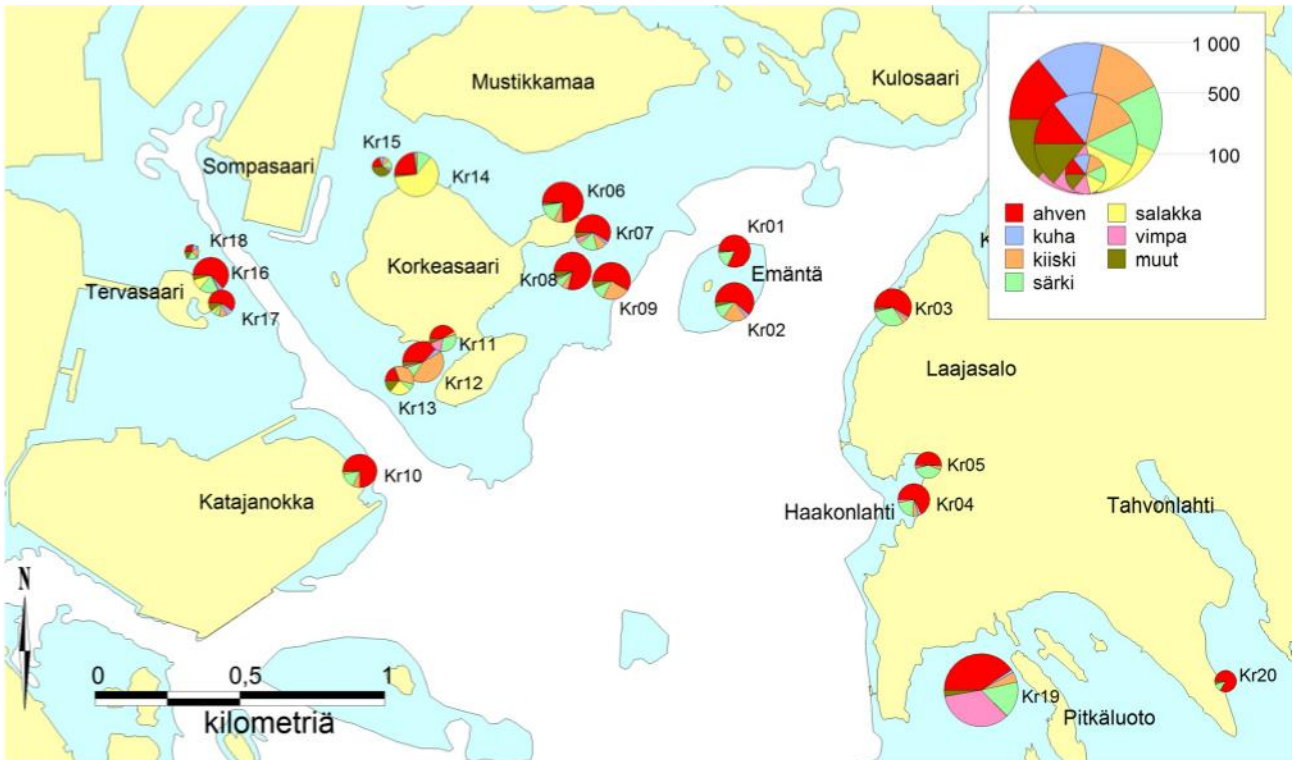 Mustikkamaa
Kulosaari
1 000
500
100
ahven
salakka
kuha
vimpa
kiiski
muut
särki
Kr15
Sompasaari
Kr14
Kr06
Kr07
Kr18
Kr16
Korkeasaari
Kr08
Kr09
Kr01
Emäntä
Kr02
Kr03
K
Tervasaari
Kr17
Kr11
Kr12
Kr13
Laajasalo
Kr10
Katajanokka
Kr05
Haakonlahti
Kr04
Tahvonlahti
N
0 0,5 1
kilometriä
Kr19
Pitkäluoto
Kr20